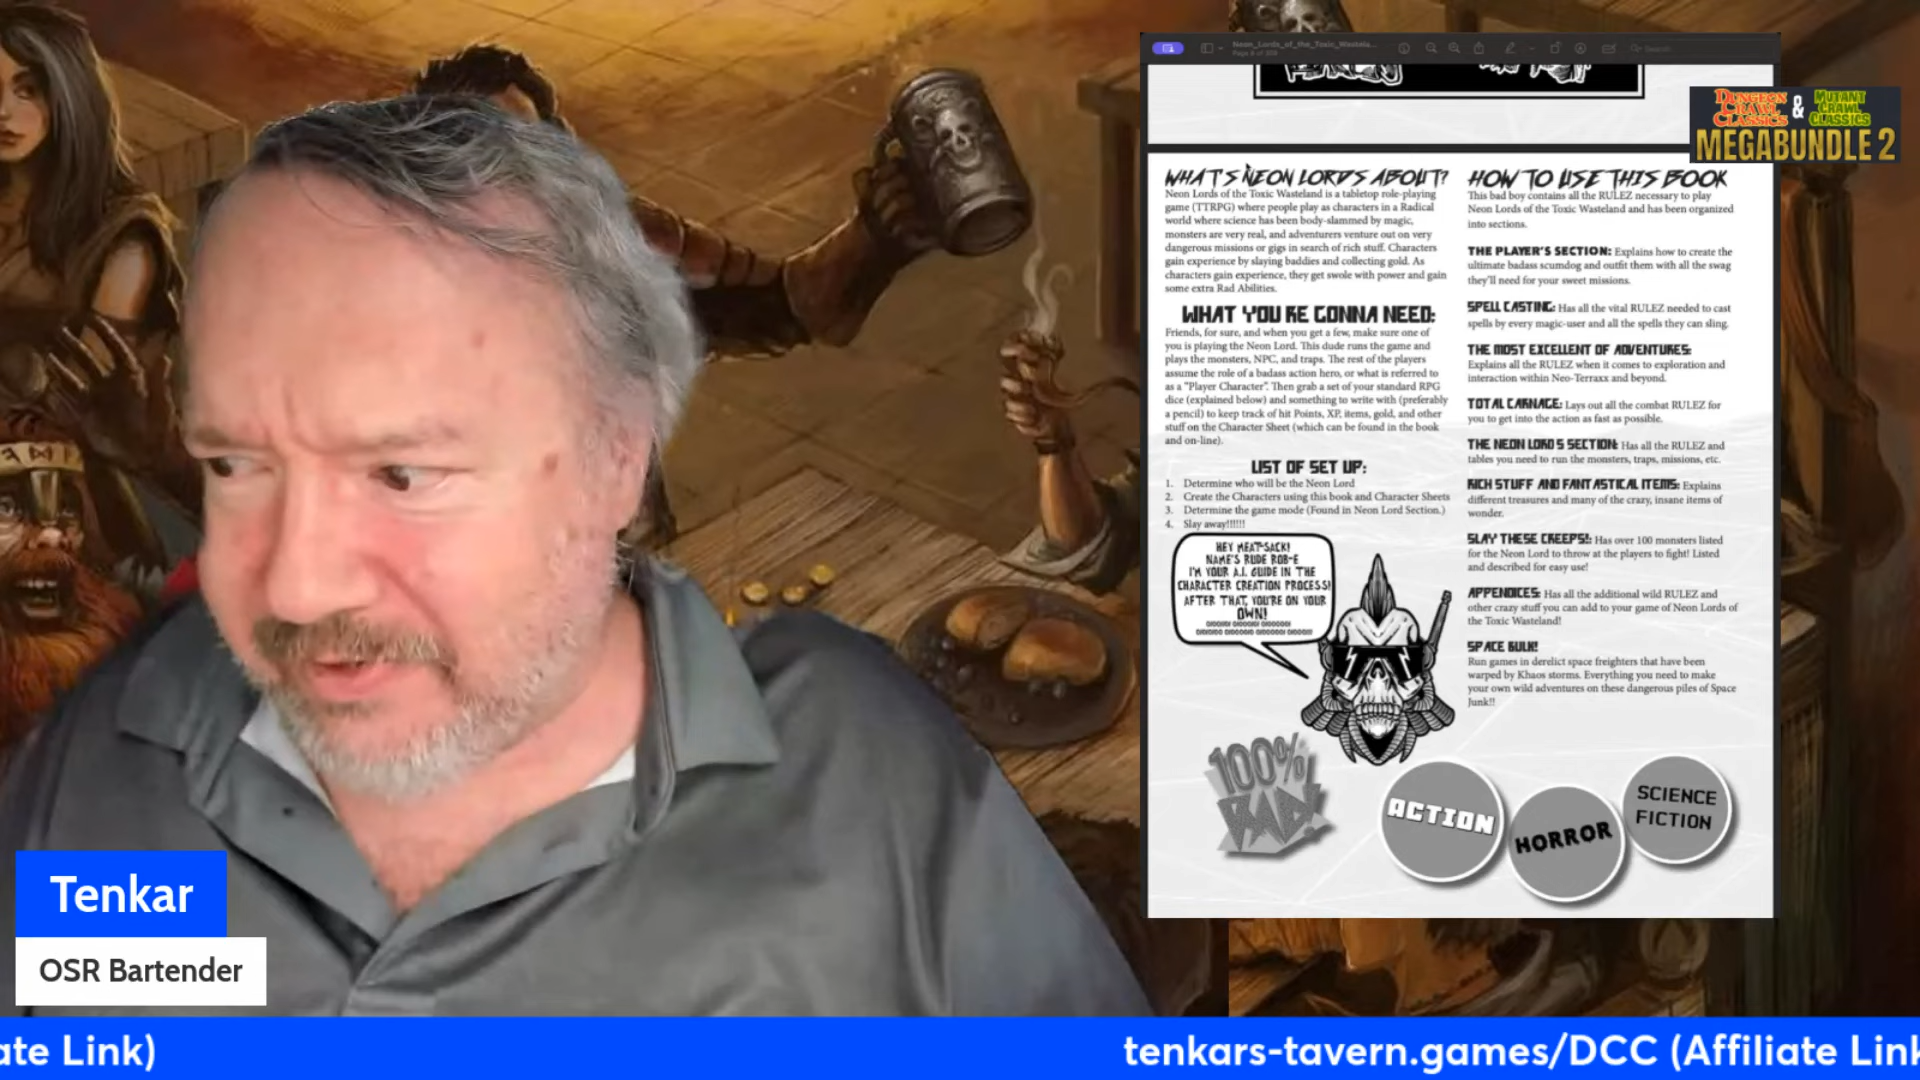 Neon_Lords_of_the_Toxic_Wastela...
Search
DUNGEON CRAWL CLASSICS & MUTANT CRAWL CLASSICS
MEGABUNDLE 2
WHAT'S NEON LORDS ABOUT?
Neon Lords of the Toxic Wasteland is a tabletop role-playing
game (TTRPG) where people play as characters in a Radical
world where science has been body-slammed by magic,
monsters are very real, and adventurers venture out on very
dangerous missions or gigs in search of rich stuff. Characters
gain experience by slaying baddies and collecting gold. As
characters gain experience, they get swole with power and gain
some extra Rad Abilities.
WHAT YOU'RE GONNA NEED:
Friends, for sure, and when you get a few, make sure one of
you is playing the Neon Lord. This dude runs the game and
plays the monsters, NPC, and traps. The rest of the players
assume the role of a badass action hero, or what is referred to
as a "Player Character". Then grab a set of your standard RPG
dice (explained below) and something to write with (preferably
a pencil) to keep track of hit Points, XP, items, gold, and other
stuff on the Character Sheet (which can be found in the book
and on-line).
LIST OF SET UP:
1. Determine who will be the Neon Lord
2. Create the Characters using this book and Character Sheets
3. Determine the game mode (Found in Neon Lord Section.)
4. Slay away!!!!!!
HEY MEAT-SACK!
NAME'S RUDE ROB-E
I'M YOUR A.I. GUIDE IN THE
CHARACTER CREATION PROCESS!
AFTER THAT, YOU'RE ON YOUR
OWN!
100% RAD!
HOW TO USE THIS BOOK
This bad boy contains all the RULEZ necessary to play
Neon Lords of the Toxic Wasteland and has been organized
into sections.
THE PLAYER'S SECTION: Explains how to create the
ultimate badass scumdog and outfit them with all the swag
they'll need for your sweet missions.
SPELL CASTING: Has all the vital RULEZ needed to cast
spells by every magic-user and all the spells they can sling.
THE MOST EXCELLENT OF ADVENTURES:
Explains all the RULEZ when it comes to exploration and
interaction within Neo-Terraxx and beyond.
TOTAL CARNAGE: Lays out all the combat RULEZ for
you to get into the action as fast as possible.
THE NEON LORD'S SECTION: Has all the RULEZ and
tables you need to run the monsters, traps, missions, etc.
RICH STUFF AND FANTASTICAL ITEMS: Explains
different treasures and many of the crazy, insane items of
wonder.
SLAY THESE CREEPS!: Has over 100 monsters listed
for the Neon Lord to throw at the players to fight! Listed
and described for easy use!
APPENDICES: Has all the additional wild RULEZ and
other crazy stuff you can add to your game of Neon Lords of
the Toxic Wasteland!
SPACE BULK!
Run games in derelict space freighters that have been
warped by Khaos storms. Everything you need to make
your own wild adventures on these dangerous piles of Space
Junk!!
ACTION
HORROR
SCIENCE
FICTION
Tenkar
OSR Bartender
ate Link)
tenkars-tavern.games/DCC (Affiliate Link